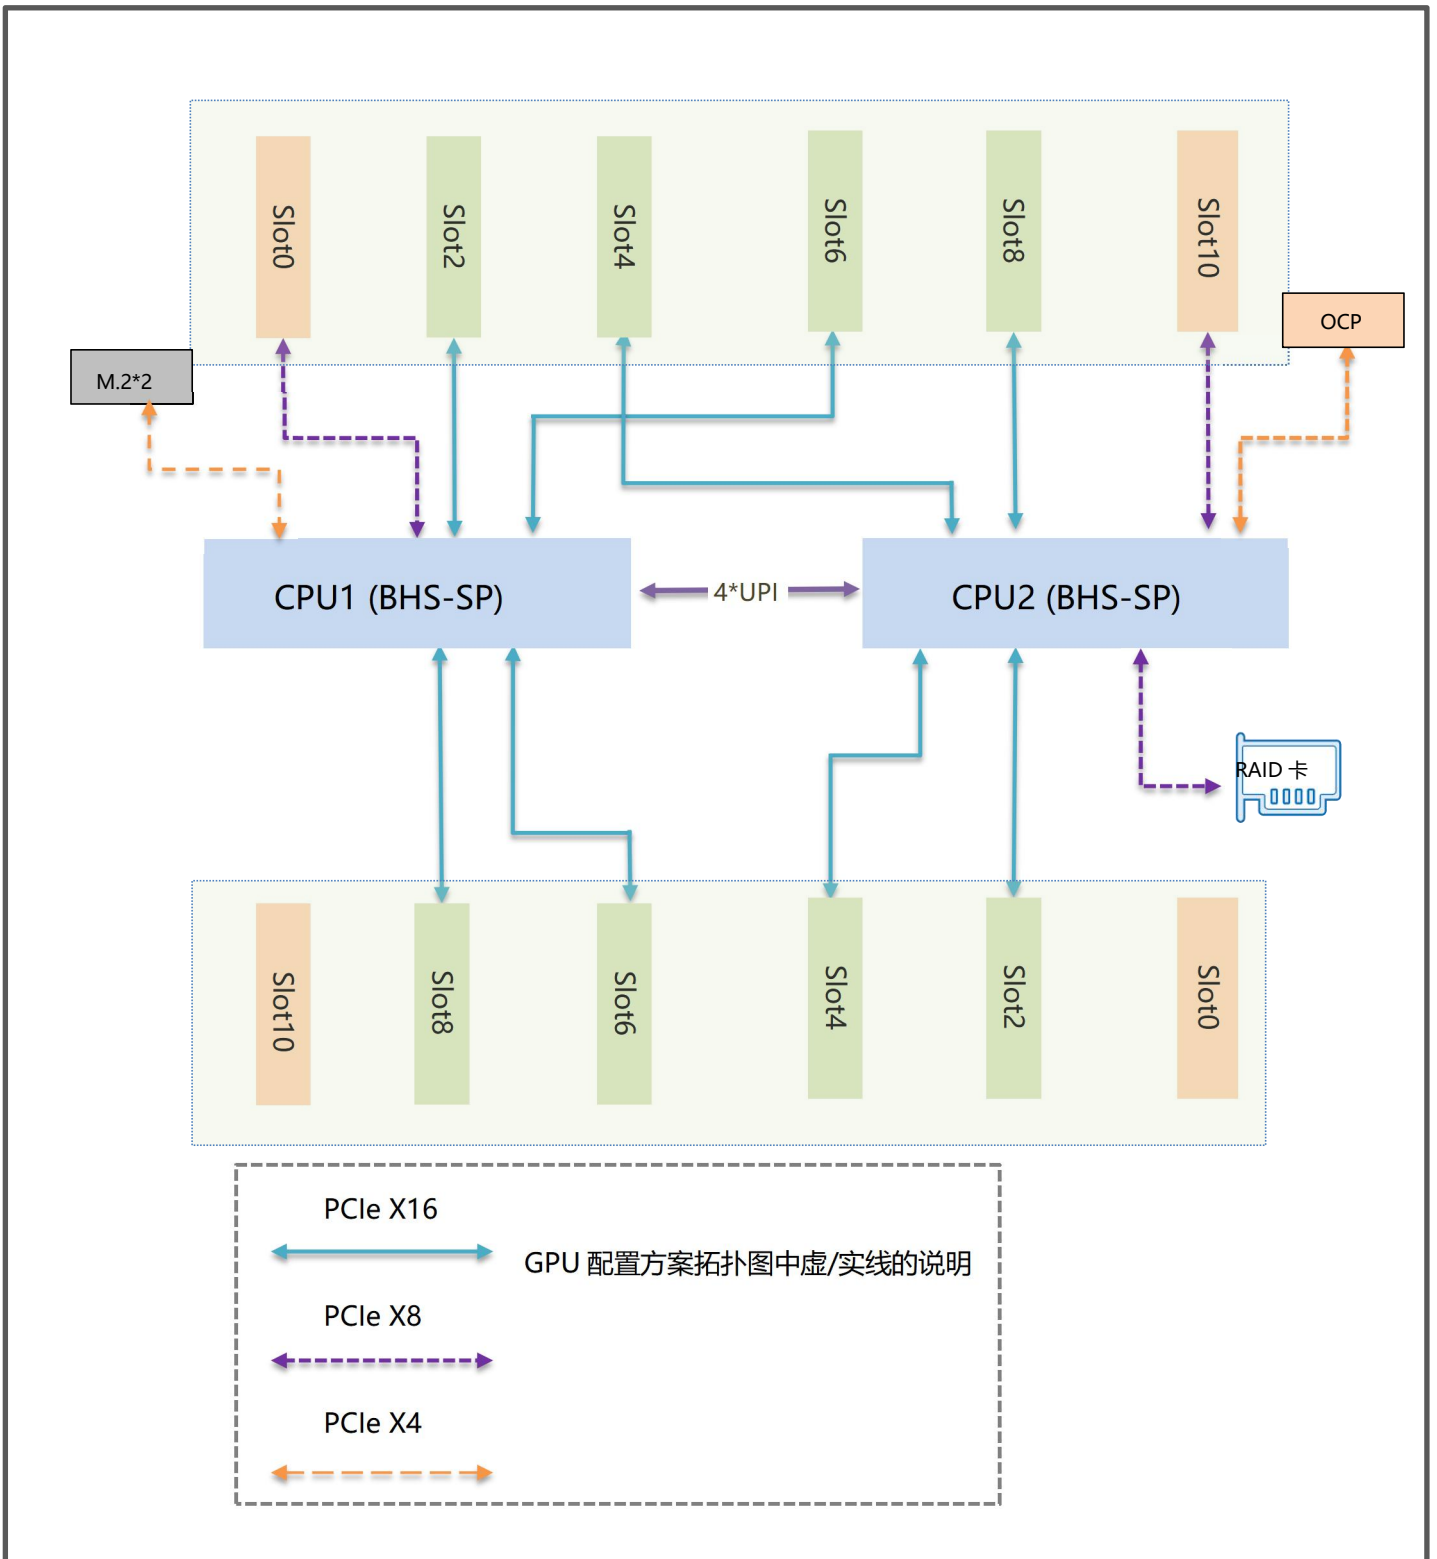 Slot0
Slot2
Slot4
Slot6
Slot8
Slot10
OCP
M.2*2
CPU1 (BHS-SP)
4*UPI
CPU2 (BHS-SP)
RAID 卡
Slot10
Slot8
Slot6
Slot4
Slot2
Slot0
PCIe X16
GPU 配置方案拓扑图中虚/实线的说明
PCIe X8
PCIe X4